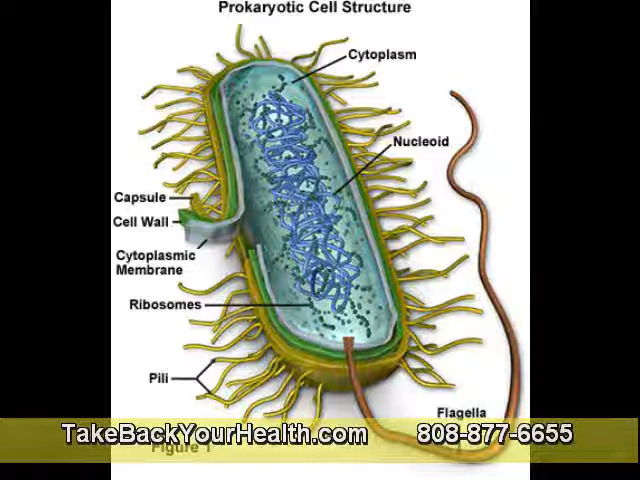 Prokaryotic Cell Structure
Cytoplasm
Nucleoid
Capsule
Cell Wall
Cytoplasmic
Membrane
Ribosomes
Pili
Flagella
TakeBackYourHealth.com 808-877-6655
Figure 1